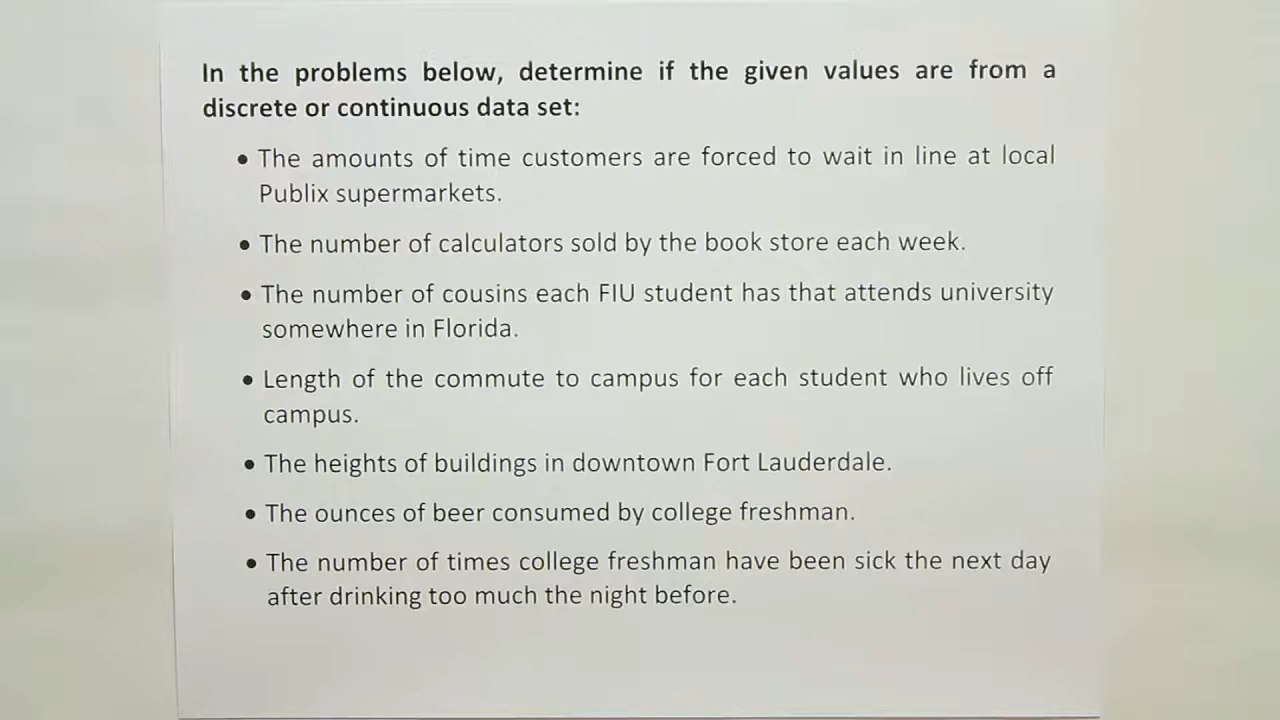 In the problems below, determine if the given values are from a
discrete or continuous data set:
• The amounts of time customers are forced to wait in line at local
Publix supermarkets.
• The number of calculators sold by the book store each week.
• The number of cousins each FIU student has that attends university
somewhere in Florida.
• Length of the commute to campus for each student who lives off
campus.
• The heights of buildings in downtown Fort Lauderdale.
• The ounces of beer consumed by college freshman.
• The number of times college freshman have been sick the next day
after drinking too much the night before.